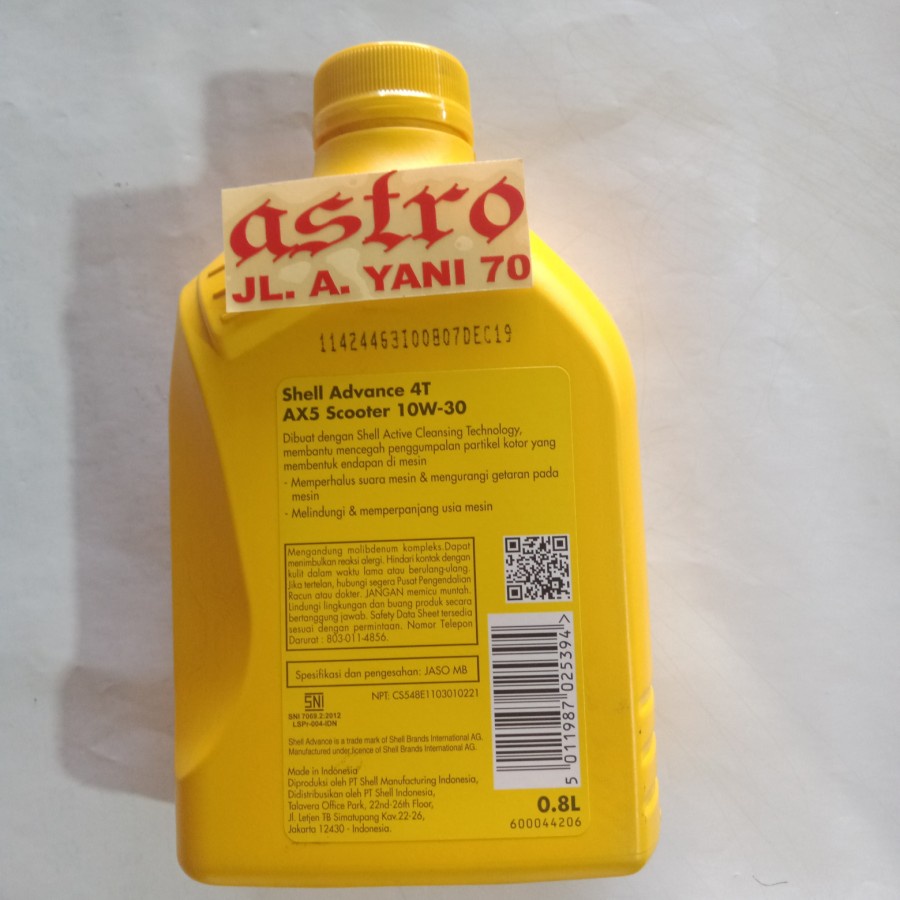 astro
JL. A. YANI 70
11424463I00B07DEC19
Shell Advance 4T
AX5 Scooter 10W-30
Dibuat dengan Shell Active Cleansing Technology,
membantu mencegah penggumpalan partikel kotor yang
membentuk endapan di mesin
- Memperhalus suara mesin & mengurangi getaran pada
mesin
- Melindungi & memperpanjang usia mesin
Mengandung molibdenum kompleks.Dapat
menimbulkan reaksi alergi. Hindari kontak dengan
kulit dalam waktu lama atau berulang-ulang.
Jika tertelan, hubungi segera Pusat Pengendalian
Racun atau dokter. JANGAN memicu muntah.
Lindungi lingkungan dan buang produk secara
bertanggung jawab. Safety Data Sheet tersedia
sesuai dengan permintaan. Nomor Telepon
Darurat : 803-011-4856.
Spesifikasi dan pengesahan: JASO MB
SNI
SNI 7069.2:2012
LSPr-004-IDN
NPT: CS548E1103010221
Shell Advance is a trade mark of Shell Brands International AG.
Manufactured under licence of Shell Brands International AG.
Made in Indonesia
Diproduksi oleh PT Shell Manufacturing Indonesia,
Didistribusikan oleh PT Shell Indonesia,
Talavera Office Park, 22nd-26th Floor,
Jl. Letjen TB Simatupang Kav.22-26,
Jakarta 12430 - Indonesia.
5 011987 025394 >
0.8L
600044206